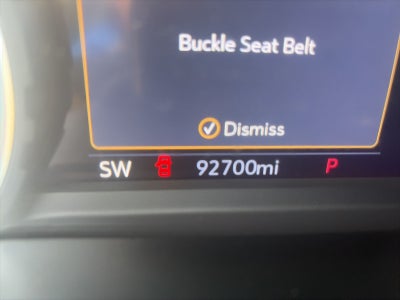 Buckle Seat Belt
Dismiss
SW 92700mi P